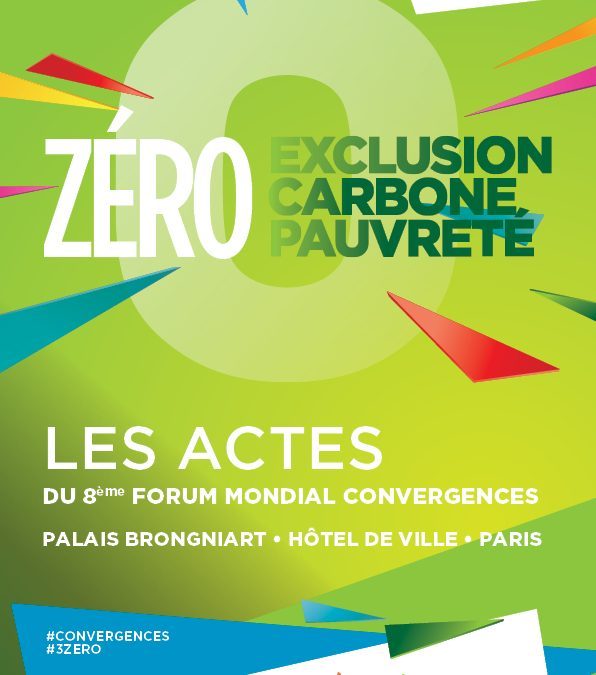 0
ZÉRO
EXCLUSION
CARBONE
PAUVRETÉ
LES ACTES
DU 8ème FORUM MONDIAL CONVERGENCES
PALAIS BRONGNIART • HÔTEL DE VILLE • PARIS
#CONVERGENCES
#3ZERO